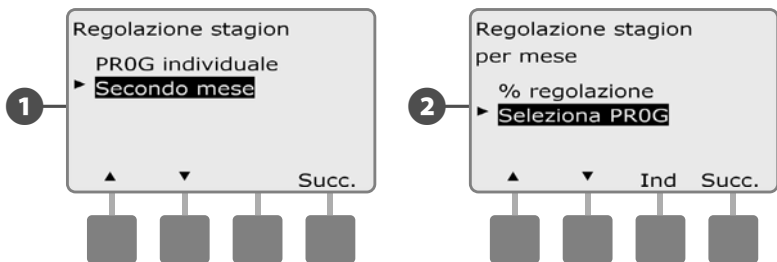 1
Regolazione stagion
PR0G individuale
► Secondo mese
▲ ▼ Succ.
2
Regolazione stagion
per mese
% regolazione
► Seleziona PR0G
▲ ▼ Ind Succ.